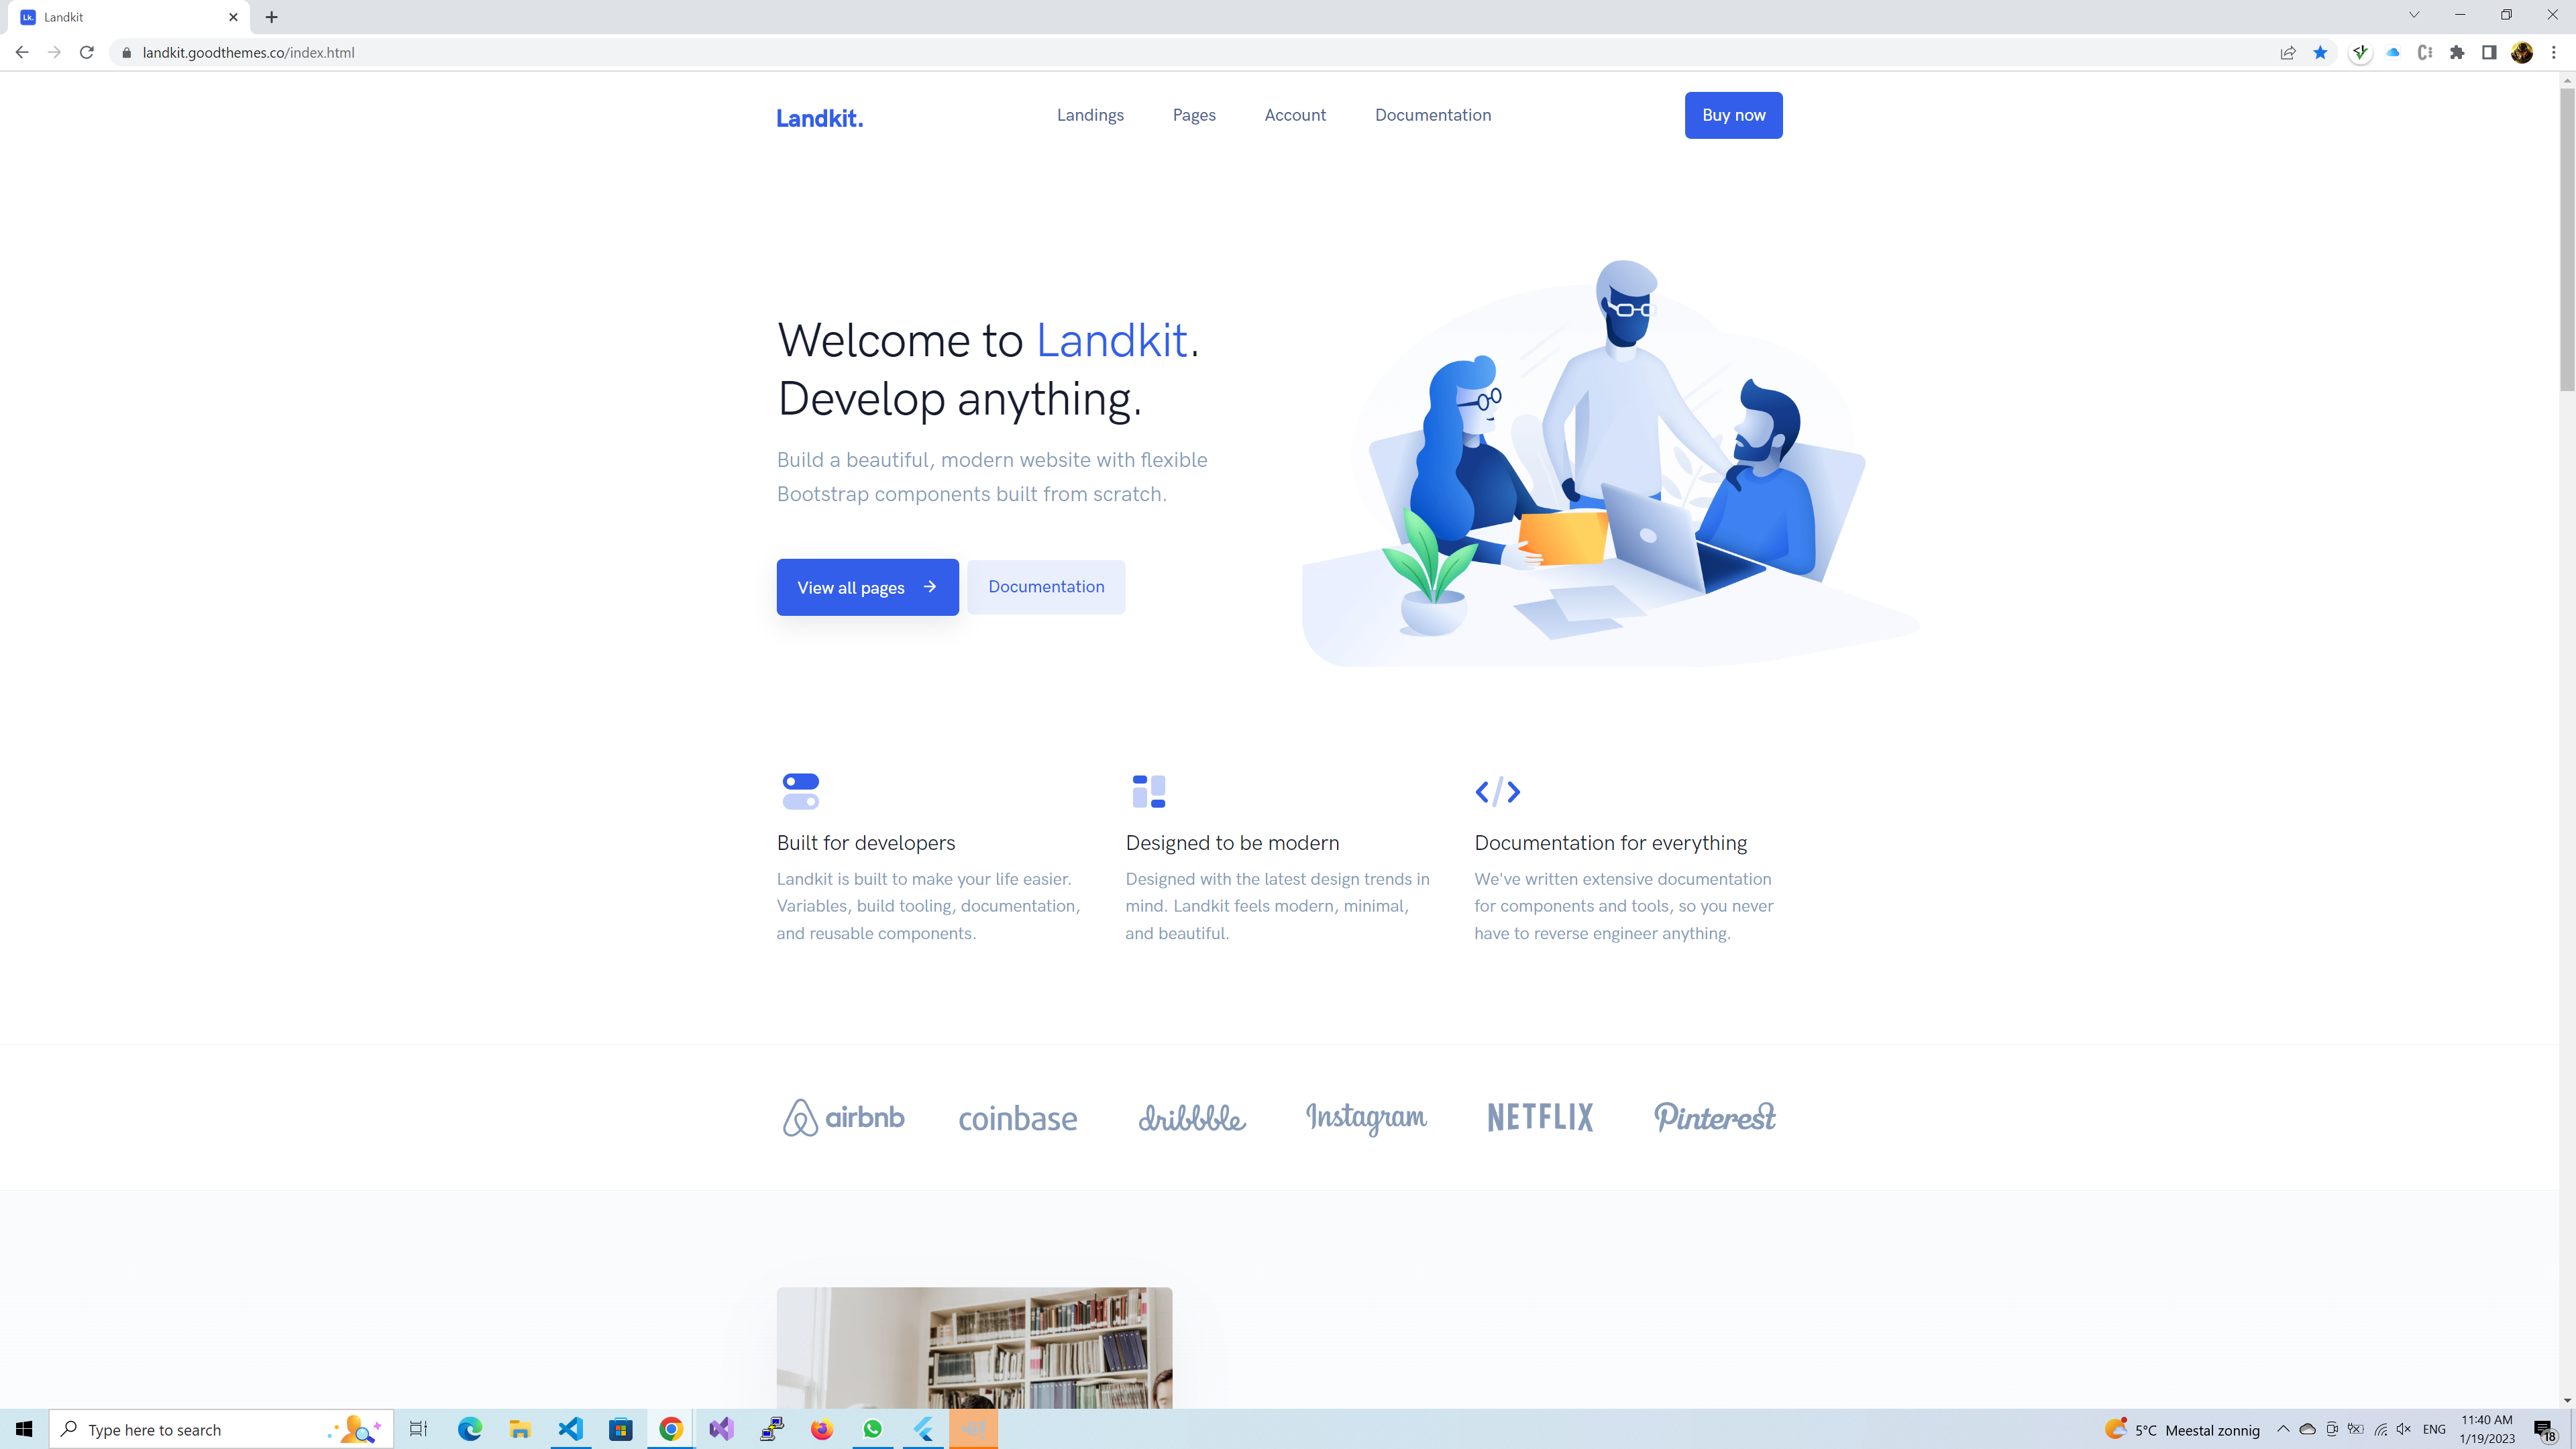 Lk.
Landkit
landkit.goodthemes.co/index.html
Landkit.
Landings
Pages
Account
Documentation
Buy now
Welcome to Landkit.
Develop anything.
Build a beautiful, modern website with flexible
Bootstrap components built from scratch.
View all pages
Documentation
Built for developers
Landkit is built to make your life easier.
Variables, build tooling, documentation,
and reusable components.
Designed to be modern
Designed with the latest design trends in
mind. Landkit feels modern, minimal,
and beautiful.
Documentation for everything
We've written extensive documentation
for components and tools, so you never
have to reverse engineer anything.
airbnb
coinbase
dribbble
Instagram
NETFLIX
Pinterest
Type here to search
5°C Meestal zonnig
ENG
11:40 AM
1/19/2023
18